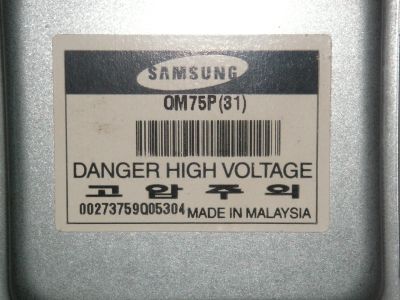 SAMSUNG
OM75P(31)
DANGER HIGH VOLTAGE
고 압 주 의
00273759Q05304 MADE IN MALAYSIA